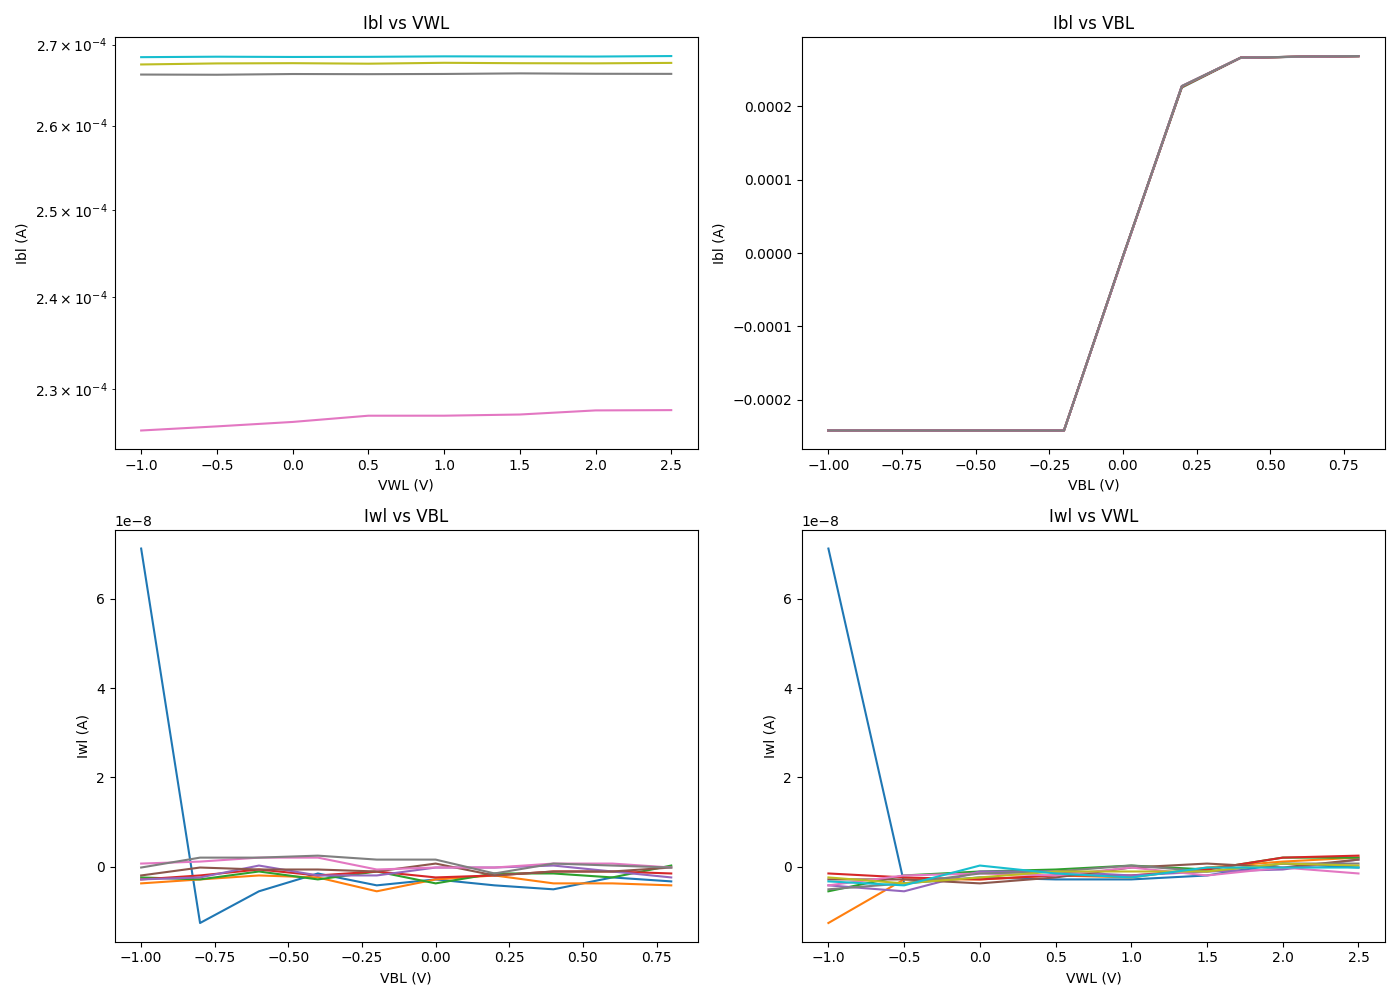 Ibl vs VWL
2.7 × 10⁻⁴
2.6 × 10⁻⁴
2.5 × 10⁻⁴
2.4 × 10⁻⁴
2.3 × 10⁻⁴
Ibl (A)
−1.0 −0.5 0.0 0.5 1.0 1.5 2.0 2.5
VWL (V)
Ibl vs VBL
0.0002
0.0001
0.0000
−0.0001
−0.0002
Ibl (A)
−1.00 −0.75 −0.50 −0.25 0.00 0.25 0.50 0.75
VBL (V)
Iwl vs VBL
1e−8
6
4
2
0
Iwl (A)
−1.00 −0.75 −0.50 −0.25 0.00 0.25 0.50 0.75
VBL (V)
Iwl vs VWL
1e−8
6
4
2
0
Iwl (A)
−1.0 −0.5 0.0 0.5 1.0 1.5 2.0 2.5
VWL (V)